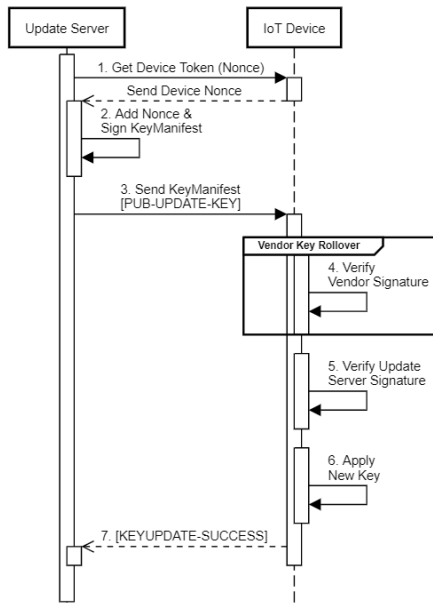 Update Server
IoT Device
1. Get Device Token (Nonce)
Send Device Nonce
2. Add Nonce &
Sign KeyManifest
3. Send KeyManifest
[PUB-UPDATE-KEY]
Vendor Key Rollover
4. Verify
Vendor Signature
5. Verify Update
Server Signature
6. Apply
New Key
7. [KEYUPDATE-SUCCESS]